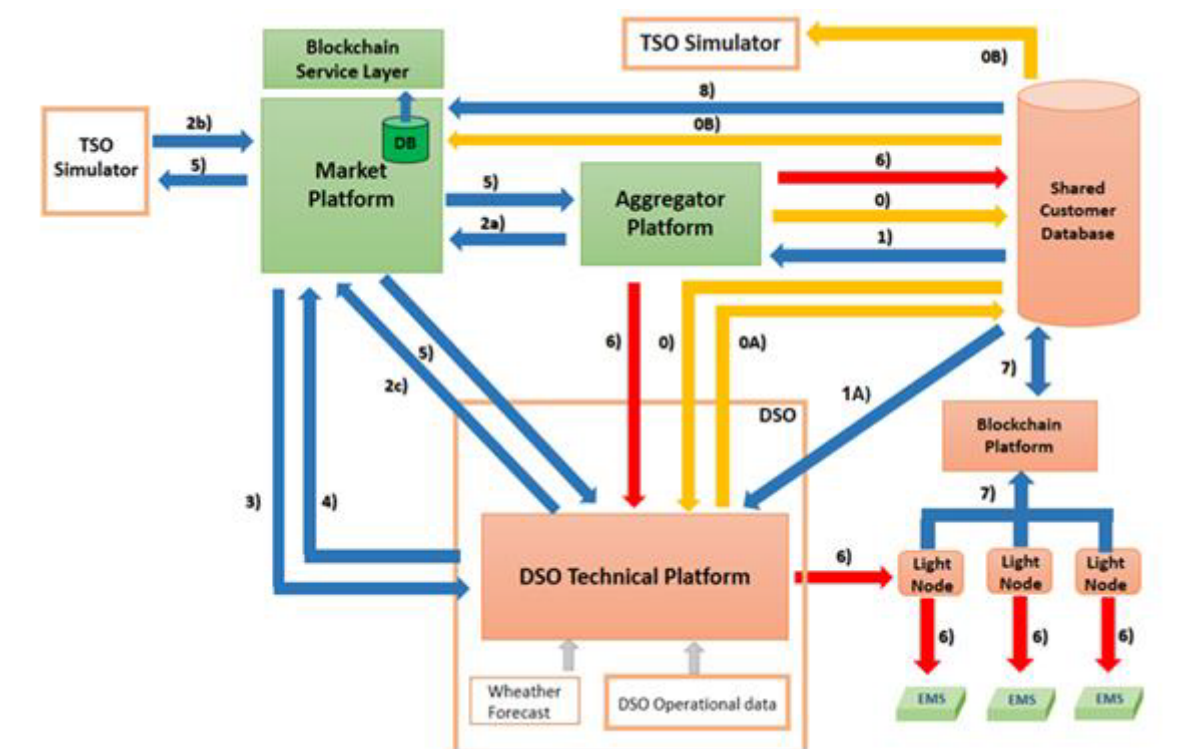 Blockchain
Service Layer
TSO Simulator
0B)
8)
0B)
2b)
TSO
Simulator
5)
DB
Market
Platform
5)
2a)
Aggregator
Platform
6)
0)
1)
Shared
Customer
Database
5)
2c)
6)
0)
0A)
1A)
7)
DSO
Blockchain
Platform
3)
4)
7)
DSO Technical Platform
6)
Light
Node
Light
Node
Light
Node
6)
6)
6)
Wheather
Forecast
DSO Operational data
EMS
EMS
EMS